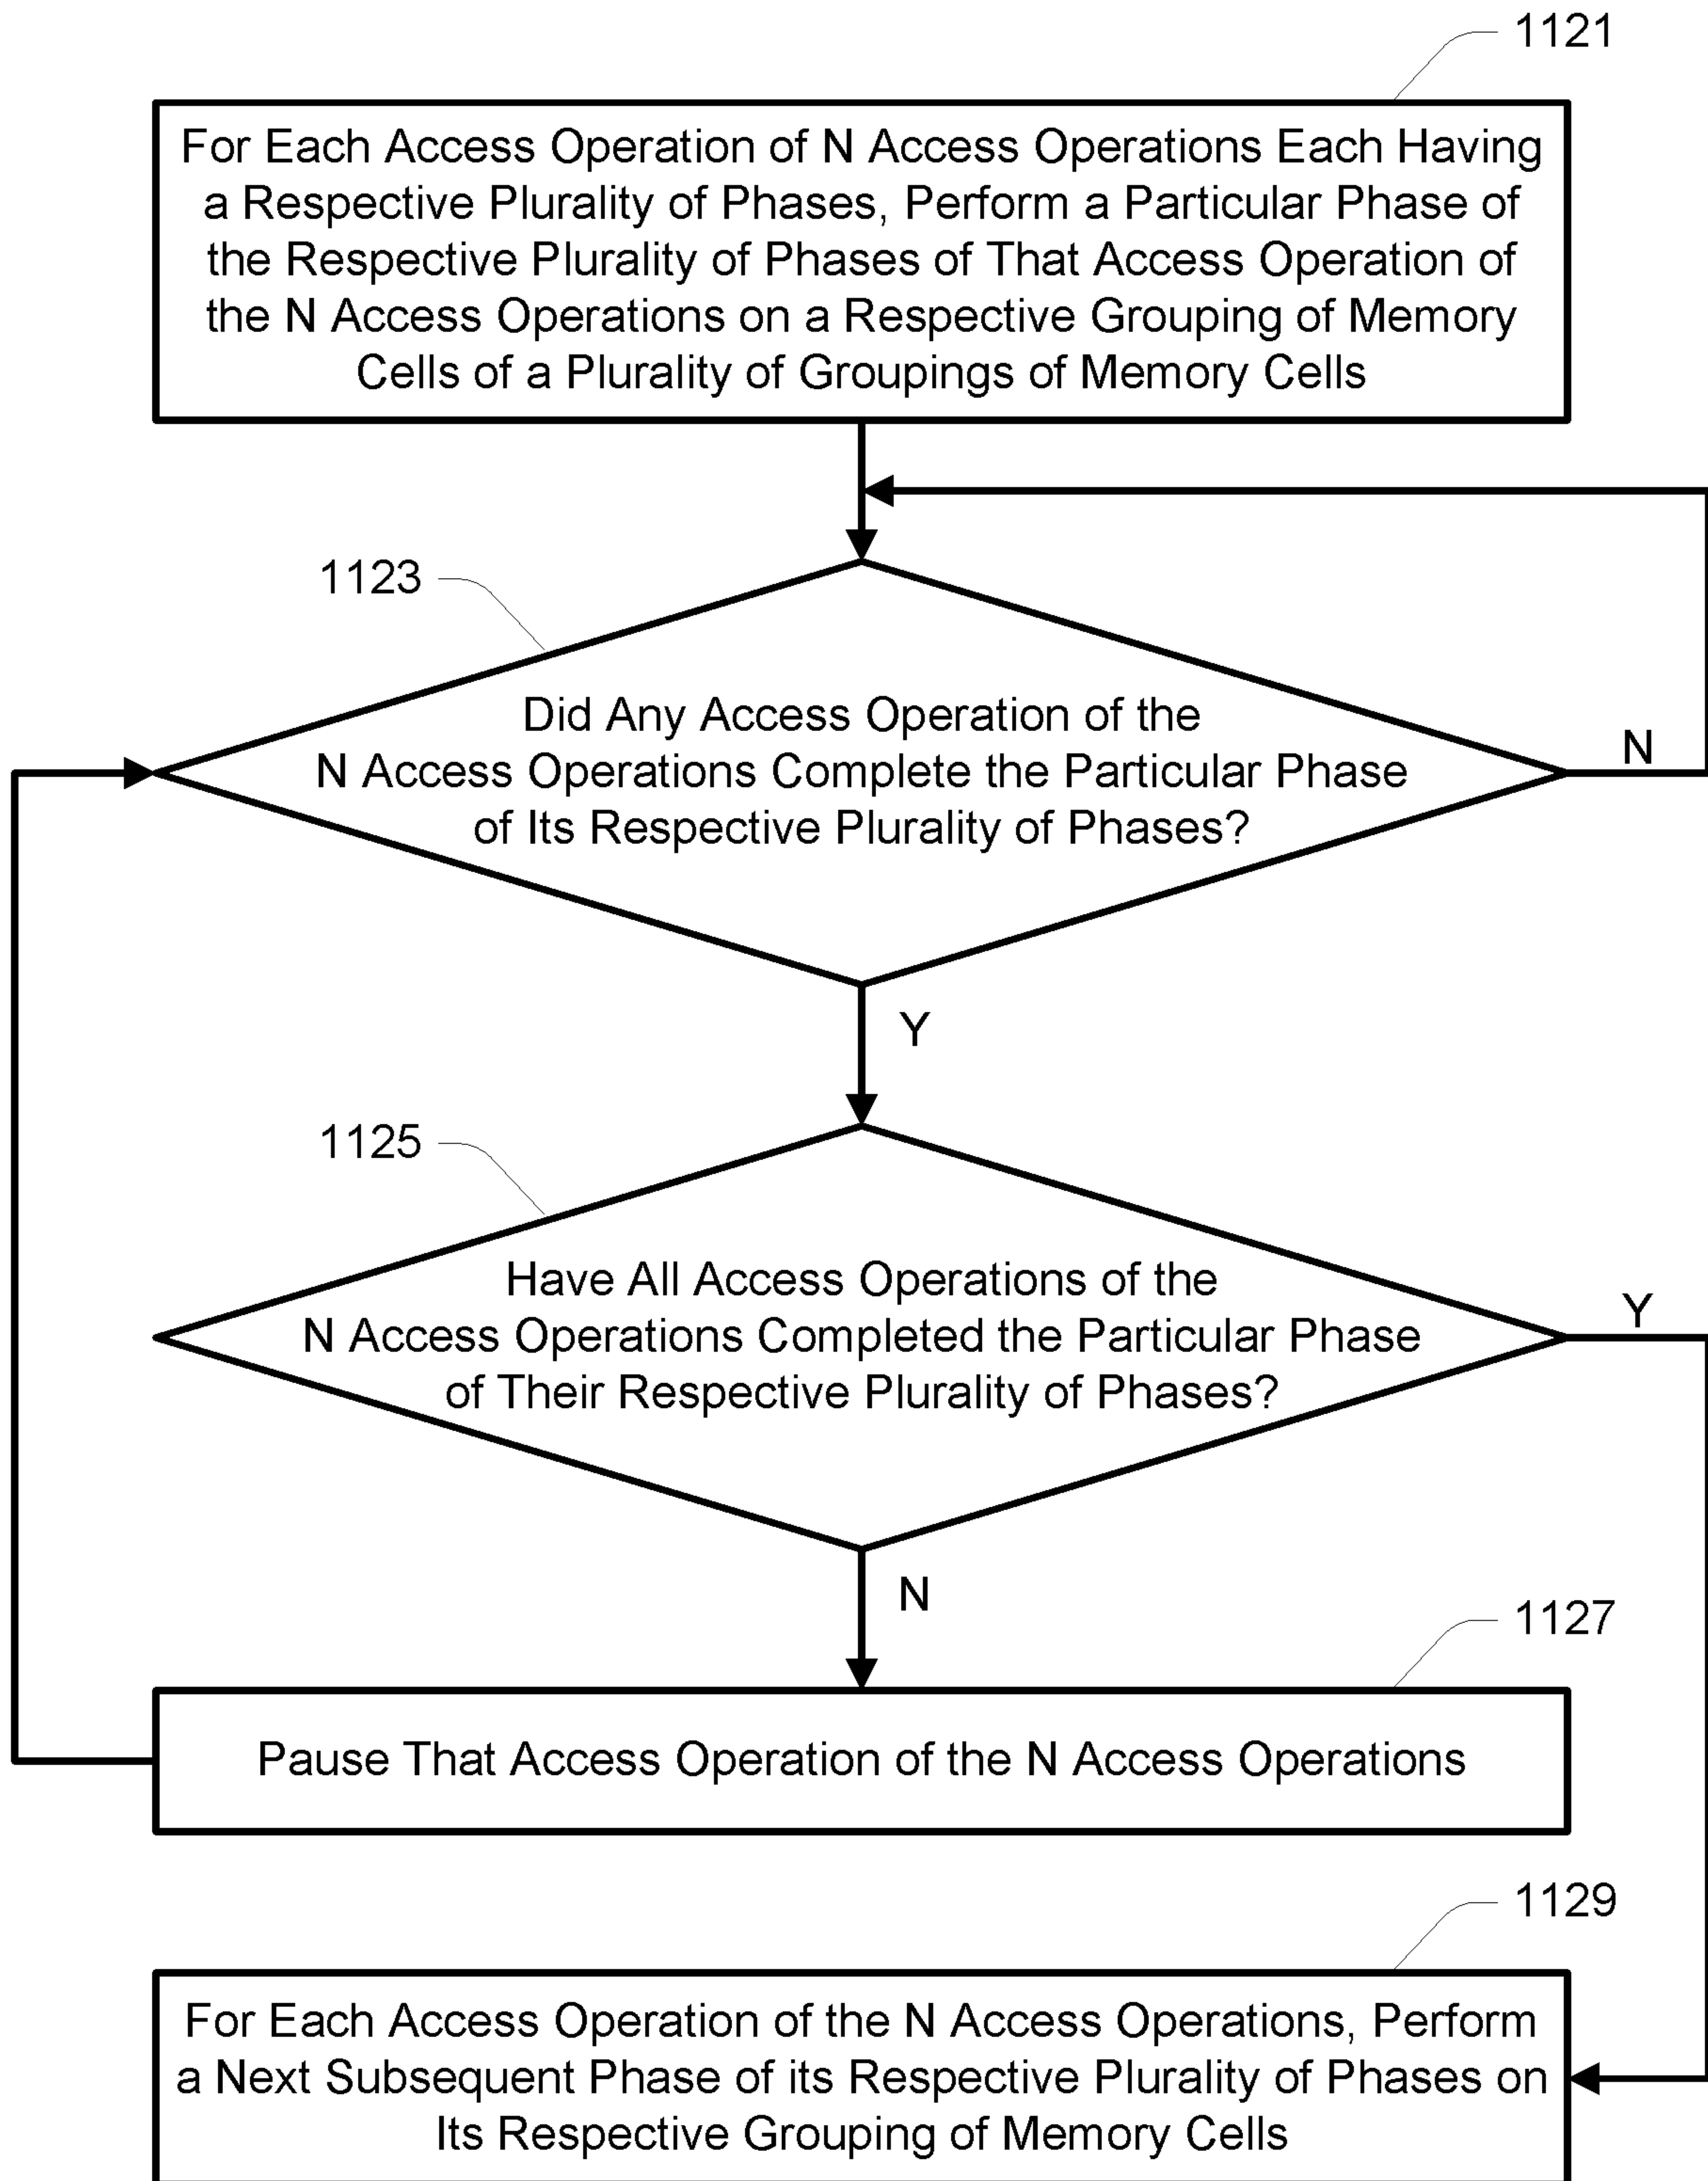 1121
For Each Access Operation of N Access Operations Each Having
a Respective Plurality of Phases, Perform a Particular Phase of
the Respective Plurality of Phases of That Access Operation of
the N Access Operations on a Respective Grouping of Memory
Cells of a Plurality of Groupings of Memory Cells
1123
Did Any Access Operation of the
N Access Operations Complete the Particular Phase
of Its Respective Plurality of Phases?
N
Y
1125
Have All Access Operations of the
N Access Operations Completed the Particular Phase
of Their Respective Plurality of Phases?
Y
N
1127
Pause That Access Operation of the N Access Operations
1129
For Each Access Operation of the N Access Operations, Perform
a Next Subsequent Phase of its Respective Plurality of Phases on
Its Respective Grouping of Memory Cells